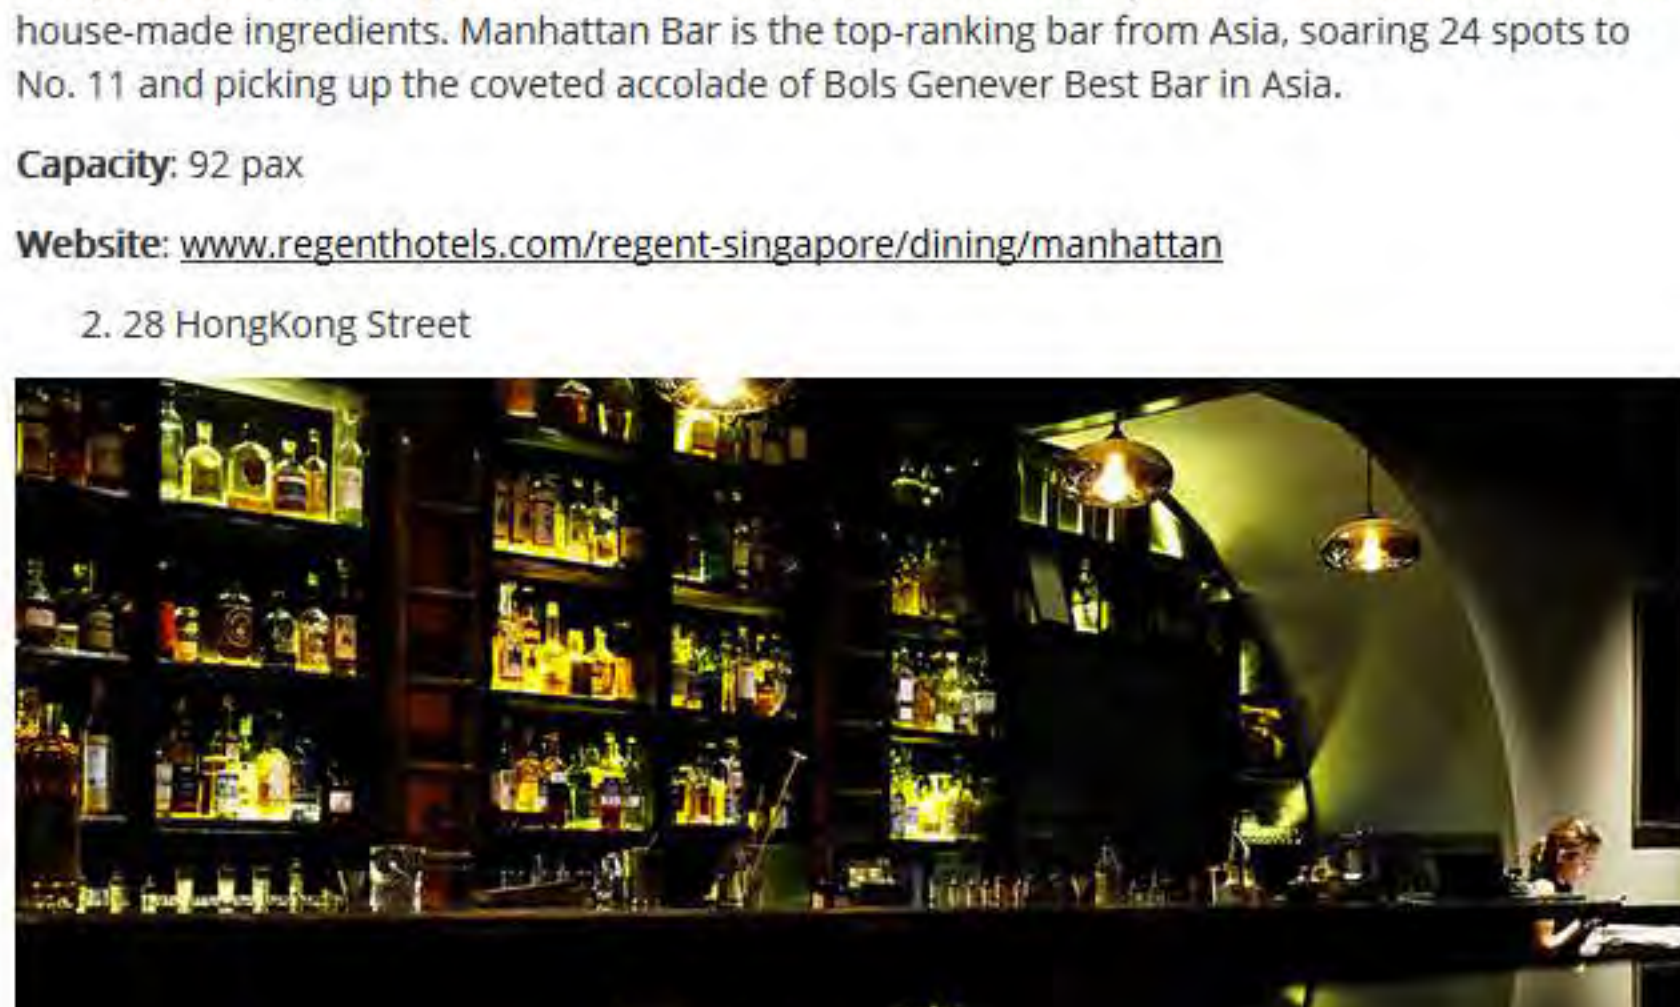 house-made ingredients. Manhattan Bar is the top-ranking bar from Asia, soaring 24 spots to
No. 11 and picking up the coveted accolade of Bols Genever Best Bar in Asia.
Capacity: 92 pax
Website: www.regenthotels.com/regent-singapore/dining/manhattan
2. 28 HongKong Street